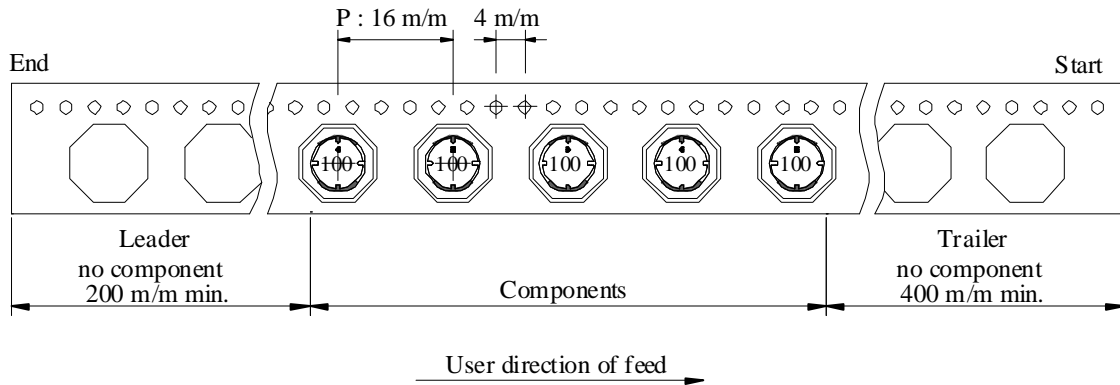 P : 16 m/m
4 m/m
End
Start
100
100
100
100
100
Leader
no component
200 m/m min.
Components
Trailer
no component
400 m/m min.
User direction of feed